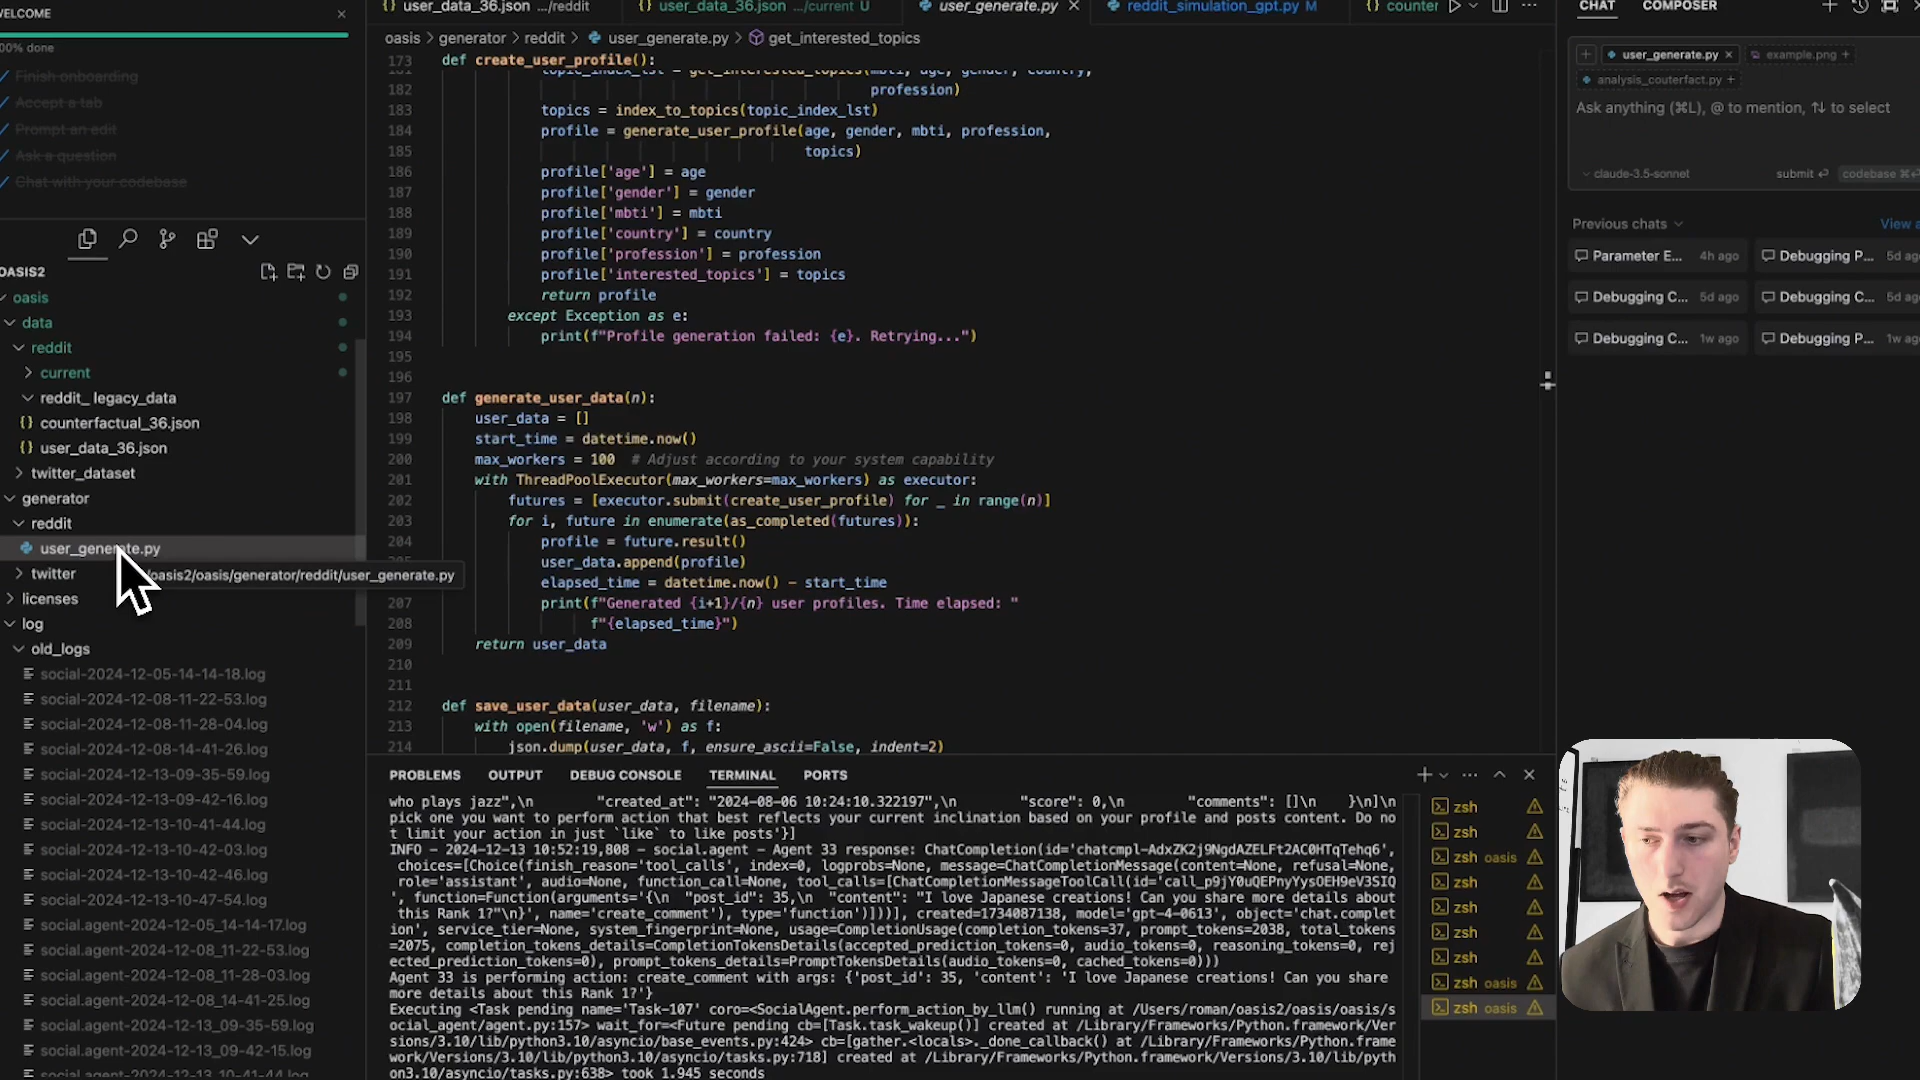 WELCOME
00% done
Finish onboarding
Accept a tab
Prompt an edit
Ask a question
Chat with your codebase
OASIS2
oasis
data
reddit
current
reddit_ legacy_data
counterfactual_36.json
user_data_36.json
twitter_dataset
generator
reddit
user_generate.py
twitter
/oasis2/oasis/generator/reddit/user_generate.py
licenses
log
old_logs
social-2024-12-05-14-14-18.log
social-2024-12-08-11-22-53.log
social-2024-12-08-11-28-04.log
social-2024-12-08-14-41-26.log
social-2024-12-13-09-35-59.log
social-2024-12-13-09-42-16.log
social-2024-12-13-10-41-44.log
social-2024-12-13-10-42-03.log
social-2024-12-13-10-42-46.log
social-2024-12-13-10-47-54.log
social.agent-2024-12-05_14-14-17.log
social.agent-2024-12-08_11-22-53.log
social.agent-2024-12-08_11-28-03.log
social.agent-2024-12-08_14-41-25.log
social.agent-2024-12-13_09-35-59.log
social.agent-2024-12-13_09-42-15.log
social.agent-2024-12-13_10-41-44.log
user_data_36.json .../reddit
user_data_36.json .../current U
user_generate.py
reddit_simulation_gpt.py M
counter
oasis > generator > reddit > user_generate.py > get_interested_topics
173 def create_user_profile():
181 topic_index_lst = get_interested_topics(mbti, age, gender, country,
182 profession)
183 topics = index_to_topics(topic_index_lst)
184 profile = generate_user_profile(age, gender, mbti, profession,
185 topics)
186 profile['age'] = age
187 profile['gender'] = gender
188 profile['mbti'] = mbti
189 profile['country'] = country
190 profile['profession'] = profession
191 profile['interested_topics'] = topics
192 return profile
193 except Exception as e:
194 print(f"Profile generation failed: {e}. Retrying...")
195
196
197 def generate_user_data(n):
198 user_data = []
199 start_time = datetime.now()
200 max_workers = 100 # Adjust according to your system capability
201 with ThreadPoolExecutor(max_workers=max_workers) as executor:
202 futures = [executor.submit(create_user_profile) for _ in range(n)]
203 for i, future in enumerate(as_completed(futures)):
204 profile = future.result()
user_data.append(profile)
elapsed_time = datetime.now() - start_time
207 print(f"Generated {i+1}/{n} user profiles. Time elapsed: "
208 f"{elapsed_time}")
209 return user_data
210
211
212 def save_user_data(user_data, filename):
213 with open(filename, 'w') as f:
214 json.dump(user_data, f, ensure_ascii=False, indent=2)
PROBLEMS OUTPUT DEBUG CONSOLE TERMINAL PORTS
who plays jazz",\n "created_at": "2024-08-06 10:24:10.322197",\n "score": 0,\n "comments": []\n }\n]\n
pick one you want to perform action that best reflects your current inclination based on your profile and posts content. Do no
t limit your action in just `like` to like posts'}]
INFO - 2024-12-13 10:52:19,808 - social.agent - Agent 33 response: ChatCompletion(id='chatcmpl-AdxZK2j9NgdAZELFt2AC0HTqTehq6',
choices=[Choice(finish_reason='tool_calls', index=0, logprobs=None, message=ChatCompletionMessage(content=None, refusal=None,
role='assistant', audio=None, function_call=None, tool_calls=[ChatCompletionMessageToolCall(id='call_p9jY0uQEPnyYysOEH9eV3SIQ
', function=Function(arguments='{\n "post_id": 35,\n "content": "I love Japanese creations! Can you share more details about
this Rank 1?"\n}', name='create_comment'), type='function')]))], created=1734087138, model='gpt-4-0613', object='chat.complet
ion', service_tier=None, system_fingerprint=None, usage=CompletionUsage(completion_tokens=37, prompt_tokens=2038, total_tokens
=2075, completion_tokens_details=CompletionTokensDetails(accepted_prediction_tokens=0, audio_tokens=0, reasoning_tokens=0, rej
ected_prediction_tokens=0), prompt_tokens_details=PromptTokensDetails(audio_tokens=0, cached_tokens=0)))
Agent 33 is performing action: create_comment with args: {'post_id': 35, 'content': 'I love Japanese creations! Can you share
more details about this Rank 1?'}
Executing <Task pending name='Task-107' coro=<SocialAgent.perform_action_by_llm() running at /Users/roman/oasis2/oasis/oasis/s
ocial_agent/agent.py:157> wait_for=<Future pending cb=[Task.task_wakeup()] created at /Library/Frameworks/Python.framework/Ver
sions/3.10/lib/python3.10/asyncio/base_events.py:424> cb=[gather.<locals>._done_callback() at /Library/Frameworks/Python.frame
work/Versions/3.10/lib/python3.10/asyncio/tasks.py:718] created at /Library/Frameworks/Python.framework/Versions/3.10/lib/pyth
on3.10/asyncio/tasks.py:638> took 1.945 seconds
zsh
zsh
zsh oasis
zsh
zsh
zsh
zsh
zsh oasis
zsh oasis
CHAT COMPOSER
user_generate.py
example.png +
analysis_couterfact.py +
Ask anything (⌘L), @ to mention, ↑↓ to select
claude-3.5-sonnet
submit ⏎
codebase ⌘⏎
Previous chats
View a
Parameter E... 4h ago
Debugging P... 5d ago
Debugging C... 5d ago
Debugging C... 5d ago
Debugging C... 1w ago
Debugging P... 1w ago